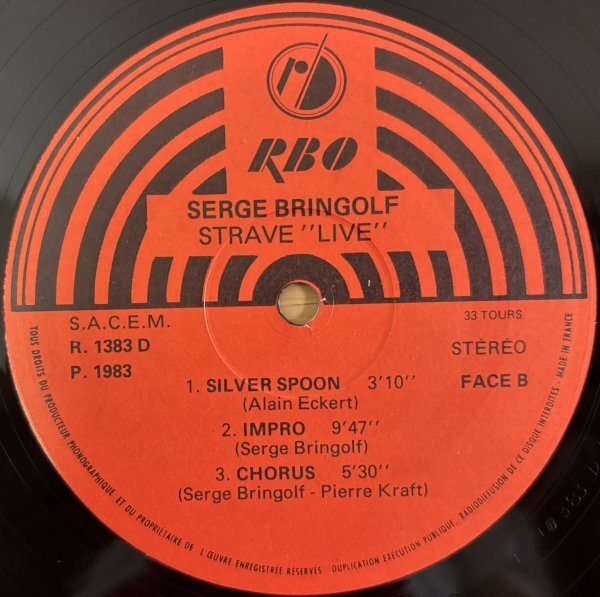 RBO
SERGE BRINGOLF
STRAVE "LIVE"
S.A.C.E.M.
33 TOURS
R. 1383 D
STÉRÉO
P. 1983
FACE B
1. SILVER SPOON 3'10''
(Alain Eckert)
2. IMPRO 9'47''
(Serge Bringolf)
3. CHORUS 5'30''
(Serge Bringolf - Pierre Kraft)
TOUS DROITS DU PRODUCTEUR PHONOGRAPHIQUE ET DU PROPRIETAIRE DE L'ŒUVRE ENREGISTRÉE RÉSERVÉS. DUPLICATION EXÉCUTION PUBLIQUE, RADIODIFFUSION DE CE DISQUE INTERDITES - MADE IN FRANCE